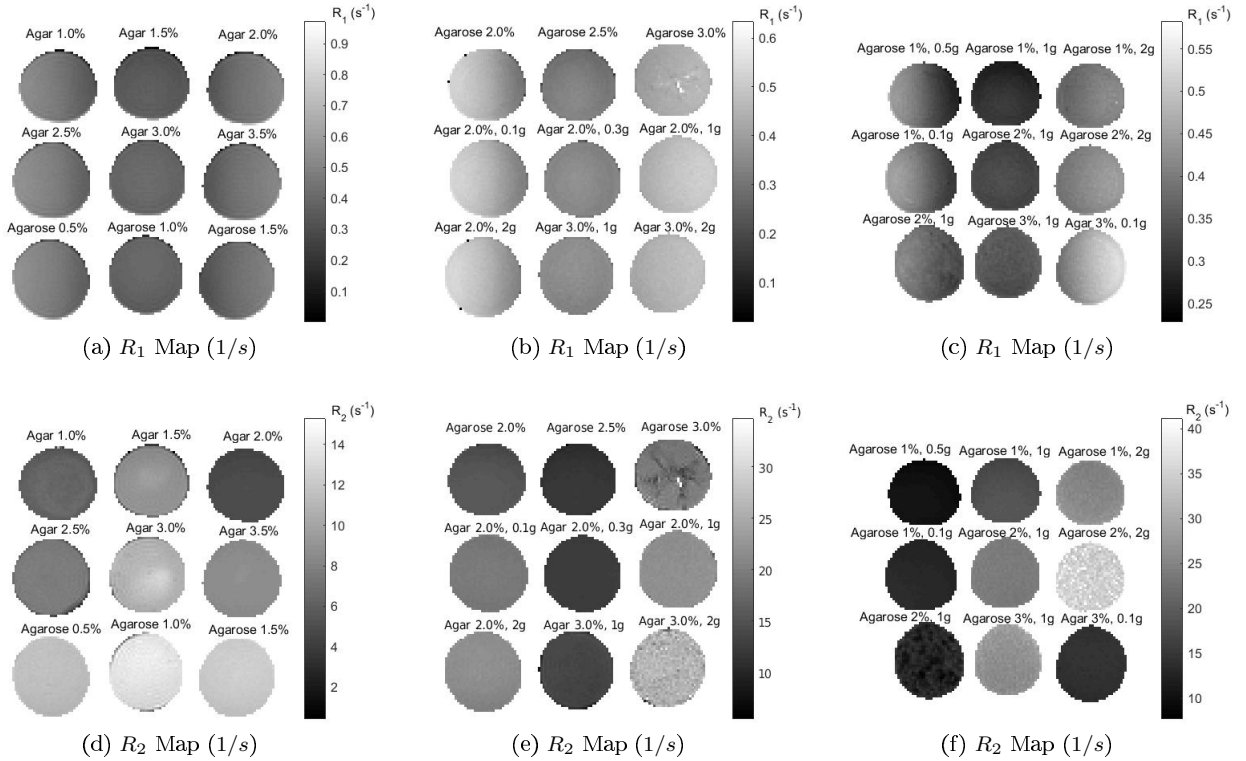 R1 (s-1)
Agar 1.0% Agar 1.5% Agar 2.0%
Agar 2.5% Agar 3.0% Agar 3.5%
Agarose 0.5% Agarose 1.0% Agarose 1.5%
0.9
0.8
0.7
0.6
0.5
0.4
0.3
0.2
0.1
(a) R1 Map (1/s)
R1 (s-1)
Agarose 2.0% Agarose 2.5% Agarose 3.0%
Agar 2.0%, 0.1g Agar 2.0%, 0.3g Agar 2.0%, 1g
Agar 2.0%, 2g Agar 3.0%, 1g Agar 3.0%, 2g
0.6
0.5
0.4
0.3
0.2
0.1
(b) R1 Map (1/s)
R1 (s-1)
Agarose 1%, 0.5g Agarose 1%, 1g Agarose 1%, 2g
Agarose 1%, 0.1g Agarose 2%, 1g Agarose 2%, 2g
Agarose 2%, 1g Agarose 3%, 1g Agar 3%, 0.1g
0.55
0.5
0.45
0.4
0.35
0.3
0.25
(c) R1 Map (1/s)
R2 (s-1)
Agar 1.0% Agar 1.5% Agar 2.0%
Agar 2.5% Agar 3.0% Agar 3.5%
Agarose 0.5% Agarose 1.0% Agarose 1.5%
14
12
10
8
6
4
2
(d) R2 Map (1/s)
R2 (s-1)
Agarose 2.0% Agarose 2.5% Agarose 3.0%
Agar 2.0%, 0.1g Agar 2.0%, 0.3g Agar 2.0%, 1g
Agar 2.0%, 2g Agar 3.0%, 1g Agar 3.0%, 2g
30
25
20
15
10
(e) R2 Map (1/s)
R2 (s-1)
Agarose 1%, 0.5g Agarose 1%, 1g Agarose 1%, 2g
Agarose 1%, 0.1g Agarose 2%, 1g Agarose 2%, 2g
Agarose 2%, 1g Agarose 3%, 1g Agar 3%, 0.1g
40
35
30
25
20
15
10
(f) R2 Map (1/s)